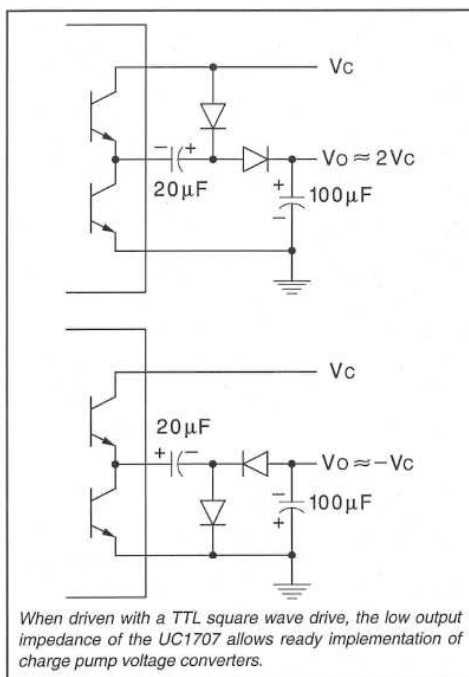 VC
− +
20μF
VO ≈ 2VC
+
100μF
−
VC
20μF
+ −
VO ≈ −VC
−
100μF
+
When driven with a TTL square wave drive, the low output
impedance of the UC1707 allows ready implementation of
charge pump voltage converters.